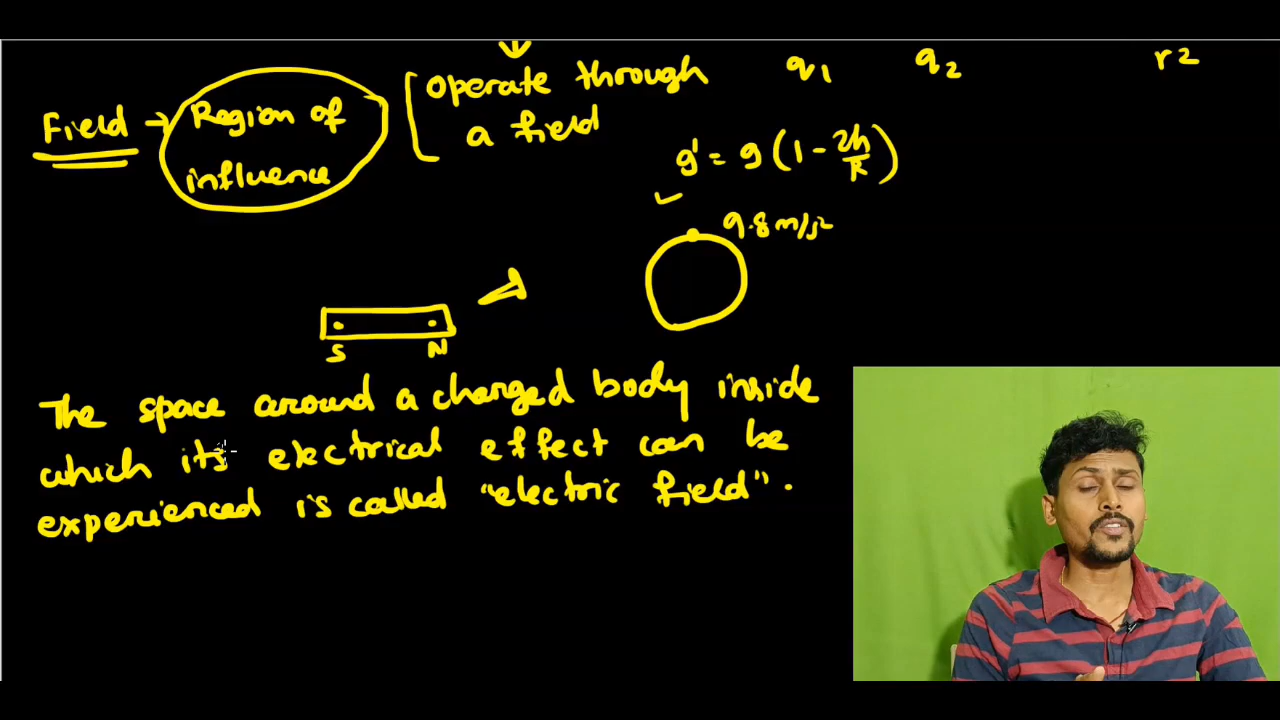 Operate through
a field
q1 q2 r2
Field → Region of
influence
g' = g (1 - 2h/R)
9.8 m/s²
S N
The space around a charged body inside
which its electrical effect can be
experienced is called "electric field".